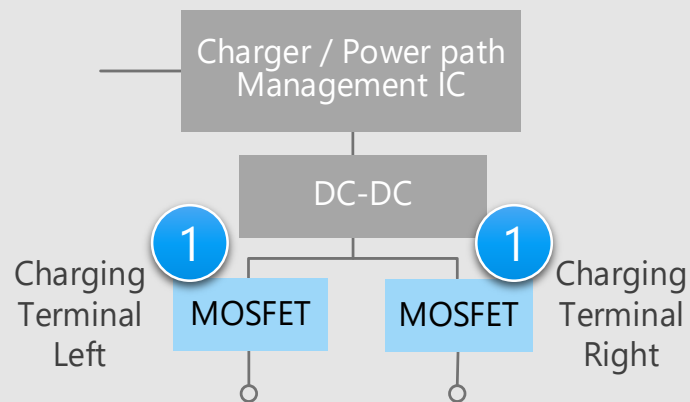 Charger / Power path
Management IC
DC-DC
1
1
Charging
Terminal
Left
MOSFET
MOSFET
Charging
Terminal
Right